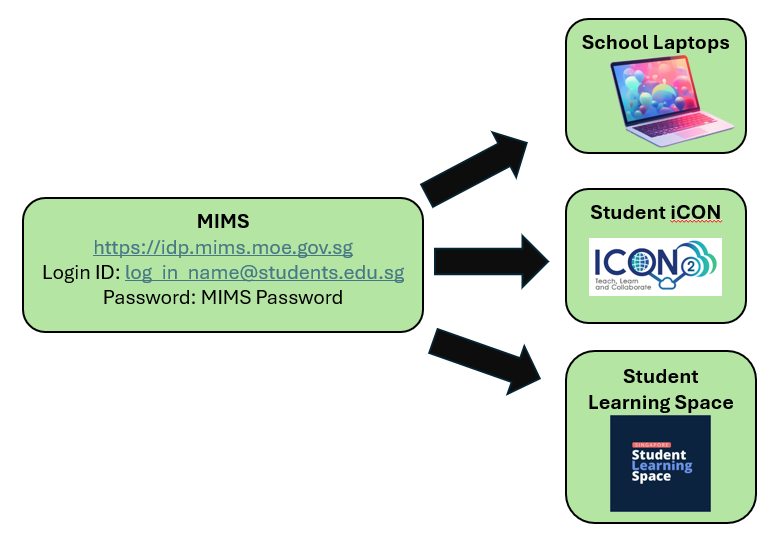 School Laptops
MIMS
https://idp.mims.moe.gov.sg
Login ID: log_in_name@students.edu.sg
Password: MIMS Password
Student iCON
ICON 2
Teach, Learn
and Collaborate
Student
Learning Space
SINGAPORE
Student
Learning
Space